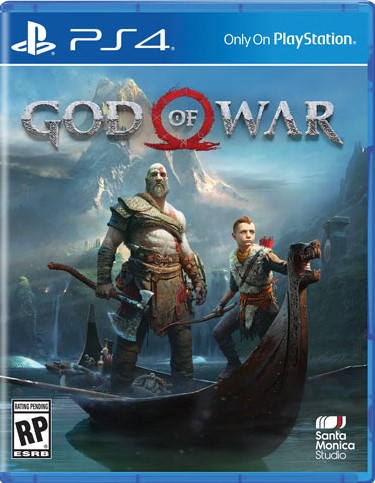 PS4
Only On PlayStation®
GOD OF WAR
RATING PENDING
RP
ESRB
Santa
Monica
Studio